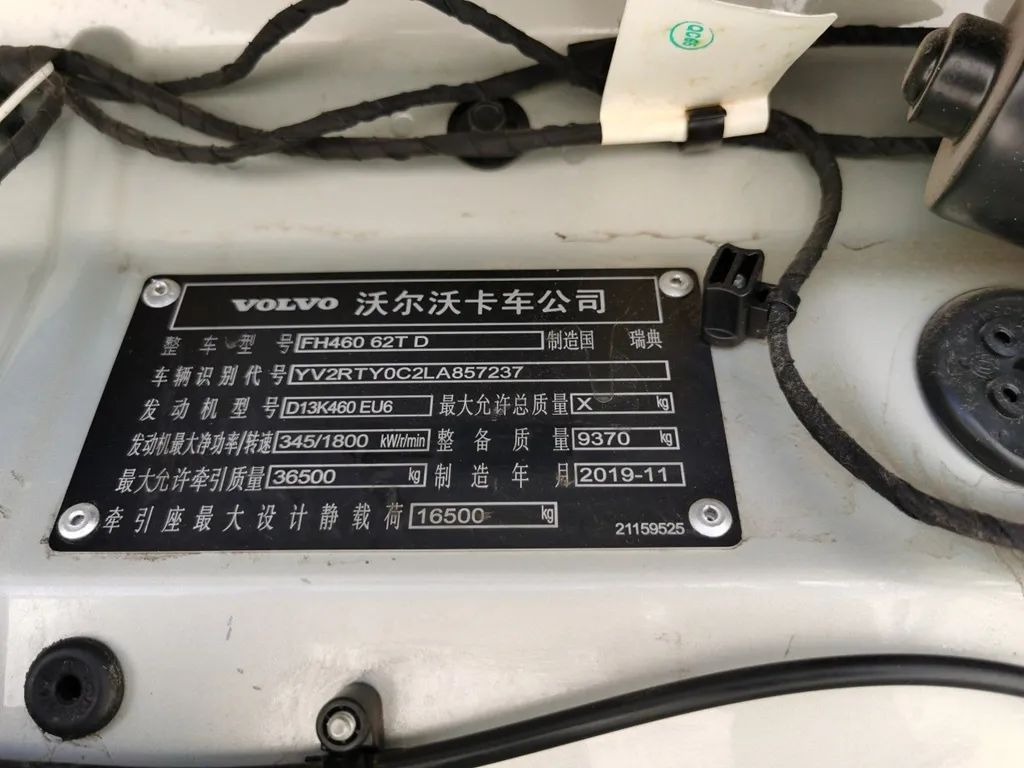 VOLVO 沃尔沃卡车公司
整车型号 FH460 62T D 制造国 瑞典
车辆识别代号 YV2RTY0C2LA857237
发动机型号 D13K460 EU6 最大允许总质量 X kg
发动机最大净功率/转速 345/1800 kW/r/min 整备质量 9370 kg
最大允许牵引质量 36500 kg 制造年月 2019-11
牵引座最大设计静载荷 16500 kg
21159525